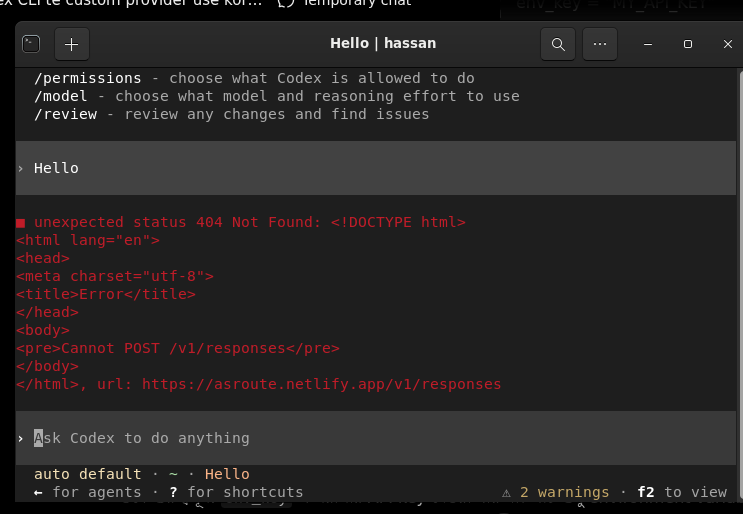 Temporary chat
env_key = "MY_API_KEY"
Hello | hassan
/permissions - choose what Codex is allowed to do
/model - choose what model and reasoning effort to use
/review - review any changes and find issues
› Hello
■ unexpected status 404 Not Found: <!DOCTYPE html>
<html lang="en">
<head>
<meta charset="utf-8">
<title>Error</title>
</head>
<body>
<pre>Cannot POST /v1/responses</pre>
</body>
</html>, url: https://asroute.netlify.app/v1/responses
› Ask Codex to do anything
auto default · ~ · Hello
← for agents · ? for shortcuts ⚠ 2 warnings · f2 to view